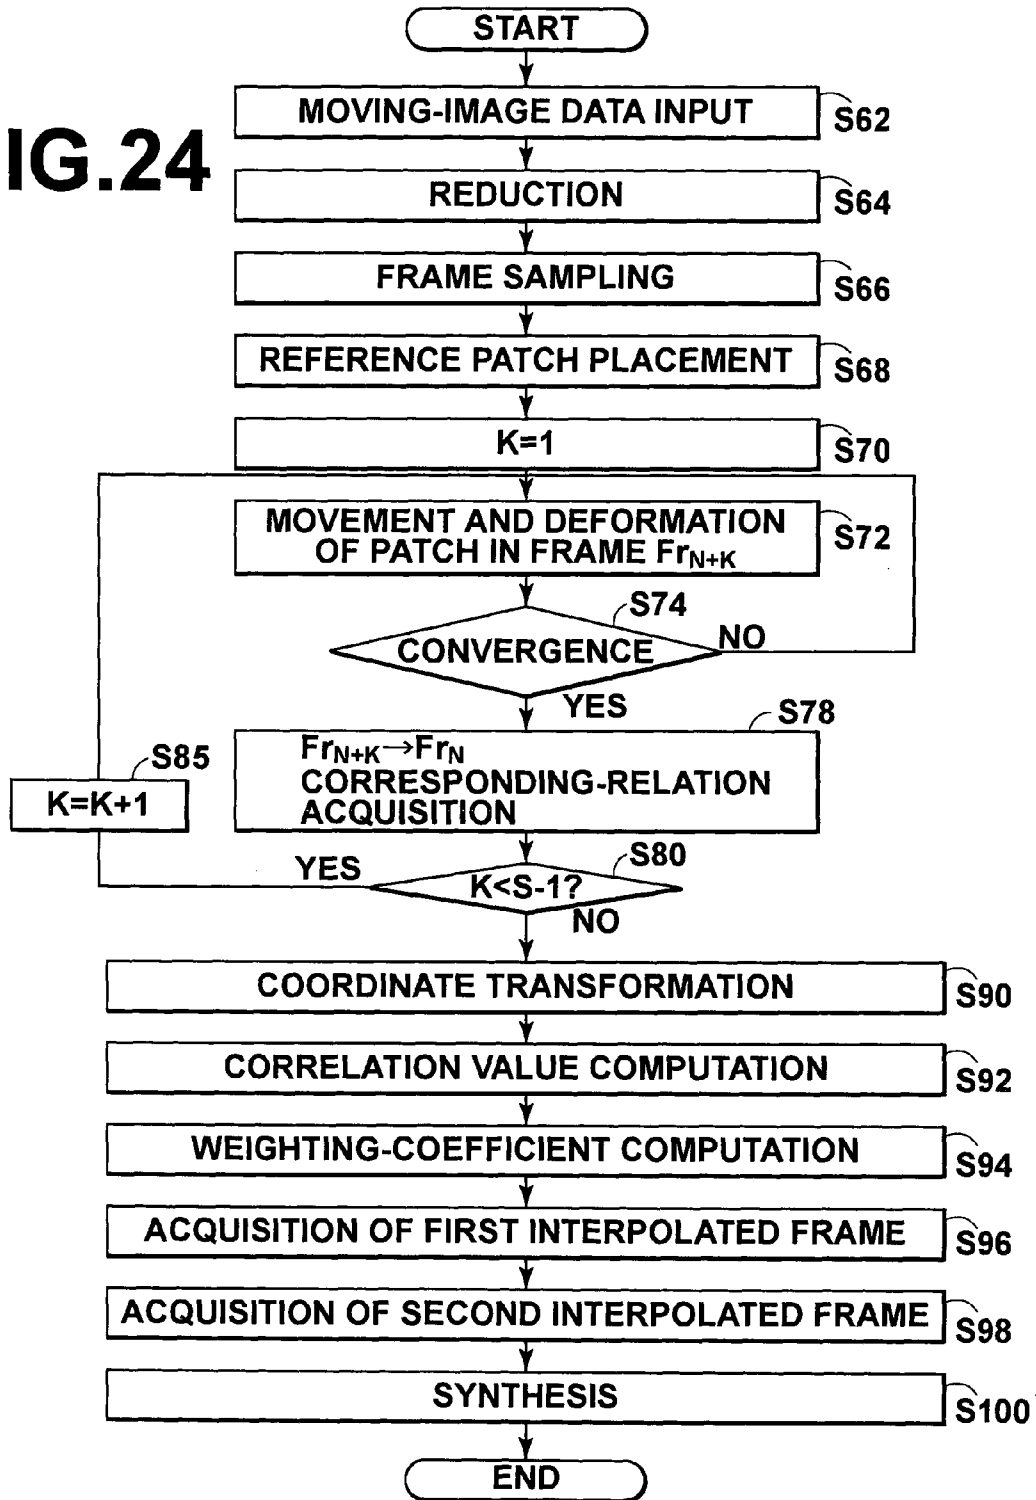 START
MOVING-IMAGE DATA INPUT
S62
IG.24
REDUCTION
S64
FRAME SAMPLING
S66
REFERENCE PATCH PLACEMENT
S68
K=1
S70
MOVEMENT AND DEFORMATION
OF PATCH IN FRAME FrN+K
S72
S74
CONVERGENCE
NO
YES
S78
FrN+K→FrN
CORRESPONDING-RELATION
ACQUISITION
S85
K=K+1
S80
YES
K<S-1?
NO
COORDINATE TRANSFORMATION
S90
CORRELATION VALUE COMPUTATION
S92
WEIGHTING-COEFFICIENT COMPUTATION
S94
ACQUISITION OF FIRST INTERPOLATED FRAME
S96
ACQUISITION OF SECOND INTERPOLATED FRAME
S98
SYNTHESIS
S100
END